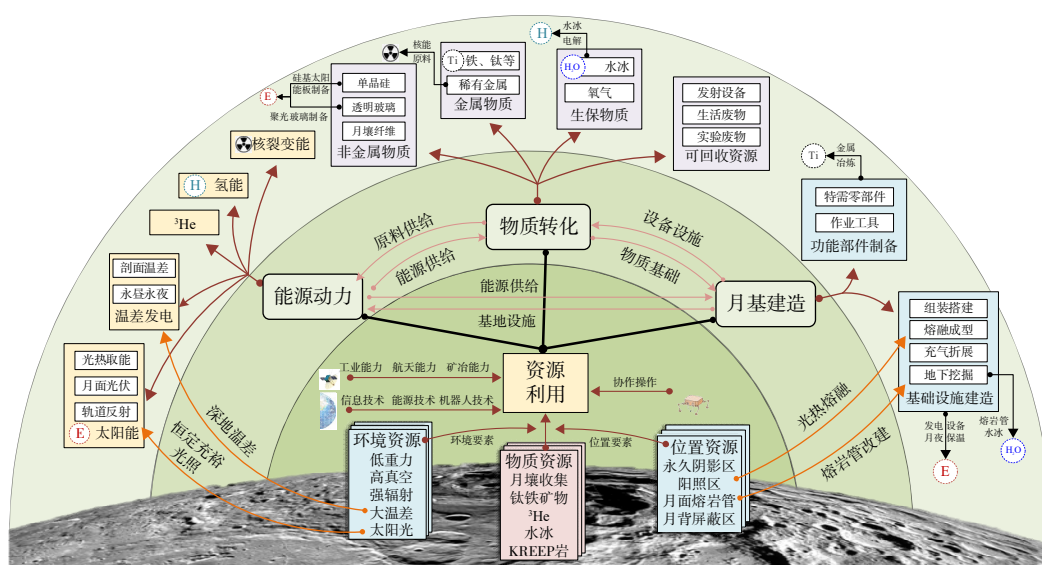 H
水冰
电解
核能
原料
Ti
铁、钛等
稀有金属
金属物质
H₂O
水冰
氧气
生保物质
硅基太阳
能板制备
E
聚光玻璃制备
单晶硅
透明玻璃
月壤纤维
非金属物质
发射设备
生活废物
实验废物
可回收资源
核裂变能
H
氢能
³He
剖面温差
永昼永夜
温差发电
光热取能
月面光伏
轨道反射
E
太阳能
Ti
金属
冶炼
特需零部件
作业工具
功能部件制备
组装搭建
熔融成型
充气折展
地下挖掘
基础设施建造
发电
月夜
设备
保温
E
熔岩管
水冰
H₂O
物质转化
能源动力
月基建造
原料供给
能源供给
设备设施
物质基础
能源供给
基地设施
资源
利用
工业能力 航天能力 矿冶能力
信息技术 能源技术 机器人技术
协作操作
环境要素
位置要素
环境资源
低重力
高真空
强辐射
大温差
太阳光
物质资源
月壤收集
钛铁矿物
³He
水冰
KREEP岩
位置资源
永久阴影区
阳照区
月面熔岩管
月背屏蔽区
深地温差
恒定充裕
光照
光热熔融
熔岩管改建